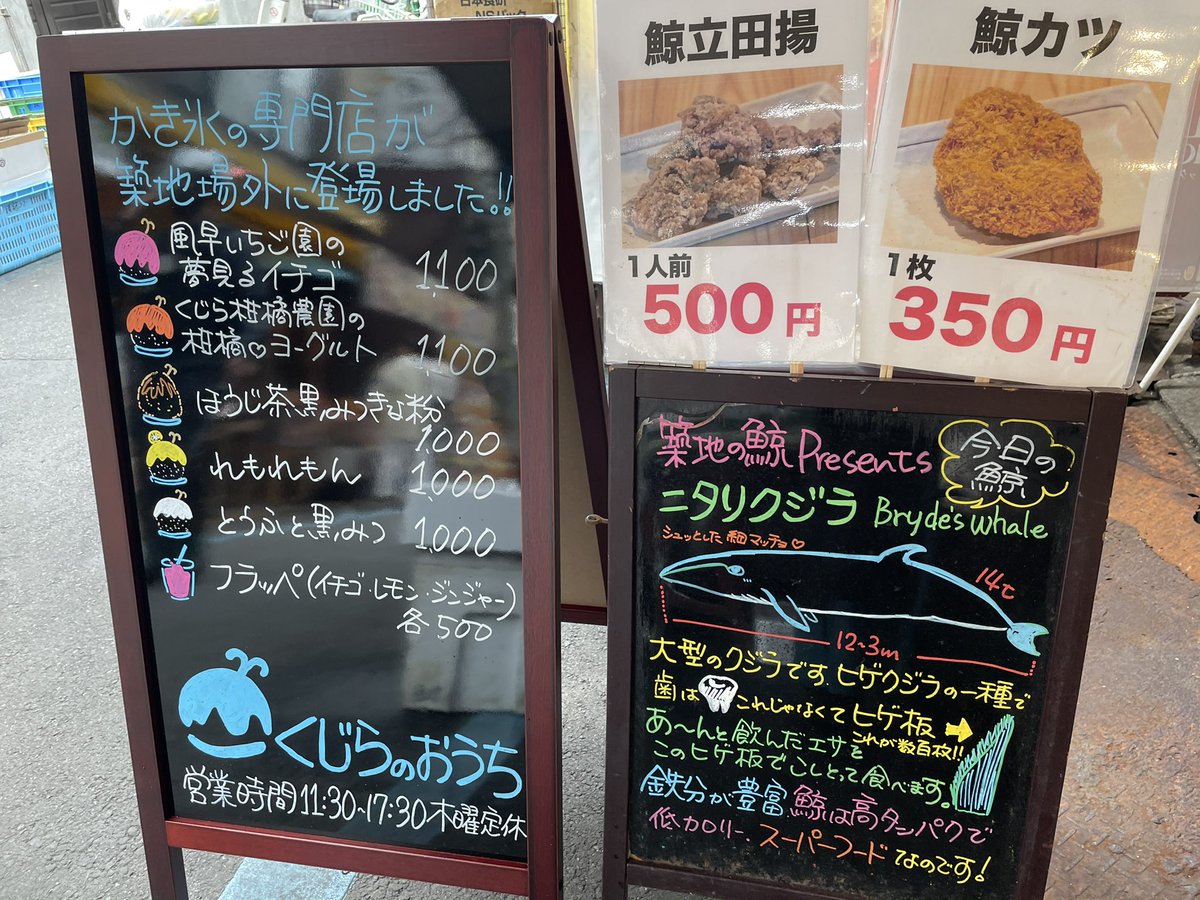 かき氷の専門店が
築地場外に登場しました!!
風早いちご園の
夢見るイチゴ 1,100
くじら柑橘農園の
柑橘♡ヨーグルト 1,100
ほうじ茶黒みつきな粉
1,000
れもれもん 1,000
とうふと黒みつ 1,000
フラッペ(イチゴ・レモン・ジンジャー)
各500
くじらのおうち
営業時間11:30~17:30木曜定休
鯨立田揚
1人前
500円
鯨カツ
1枚
350円
築地の鯨Presents
今日の
鯨
ニタリクジラ Bryde's whale
シュッとした細マッチョ♡
14t
12~3m
大型のクジラです。ヒゲクジラの一種で
歯は これじゃなくてヒゲ板➡
これが数百枚!!
あ~んと飲んだエサを
このヒゲ板でこしとって食べます。
鉄分が豊富 鯨は高タンパクで
低カロリー スーパーフードなのです!